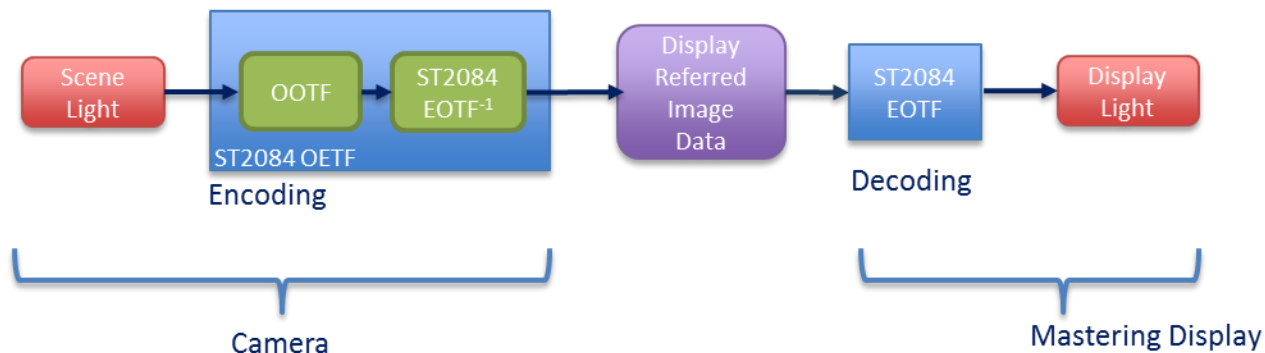 Scene
Light
OOTF
ST2084
EOTF-1
ST2084 OETF
Encoding
Display
Referred
Image
Data
ST2084
EOTF
Decoding
Display
Light
Camera
Mastering Display